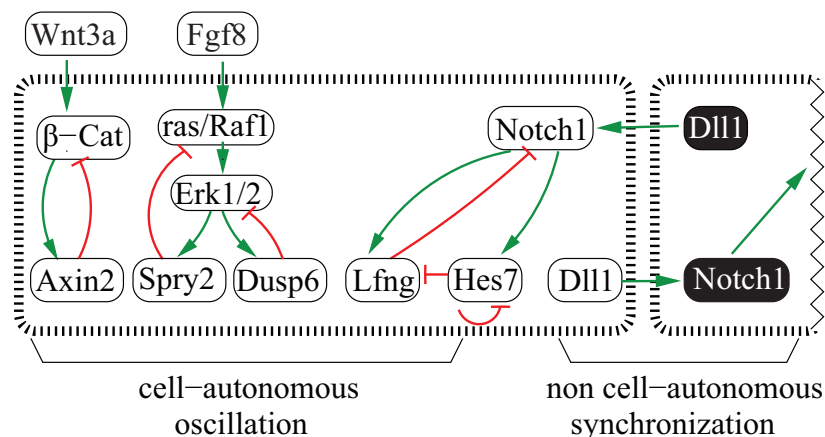 Wnt3a
Fgf8
β−Cat
ras/Raf1
Notch1
Dll1
Erk1/2
Axin2
Spry2
Dusp6
Lfng
Hes7
Dll1
Notch1
cell−autonomous
oscillation
non cell−autonomous
synchronization